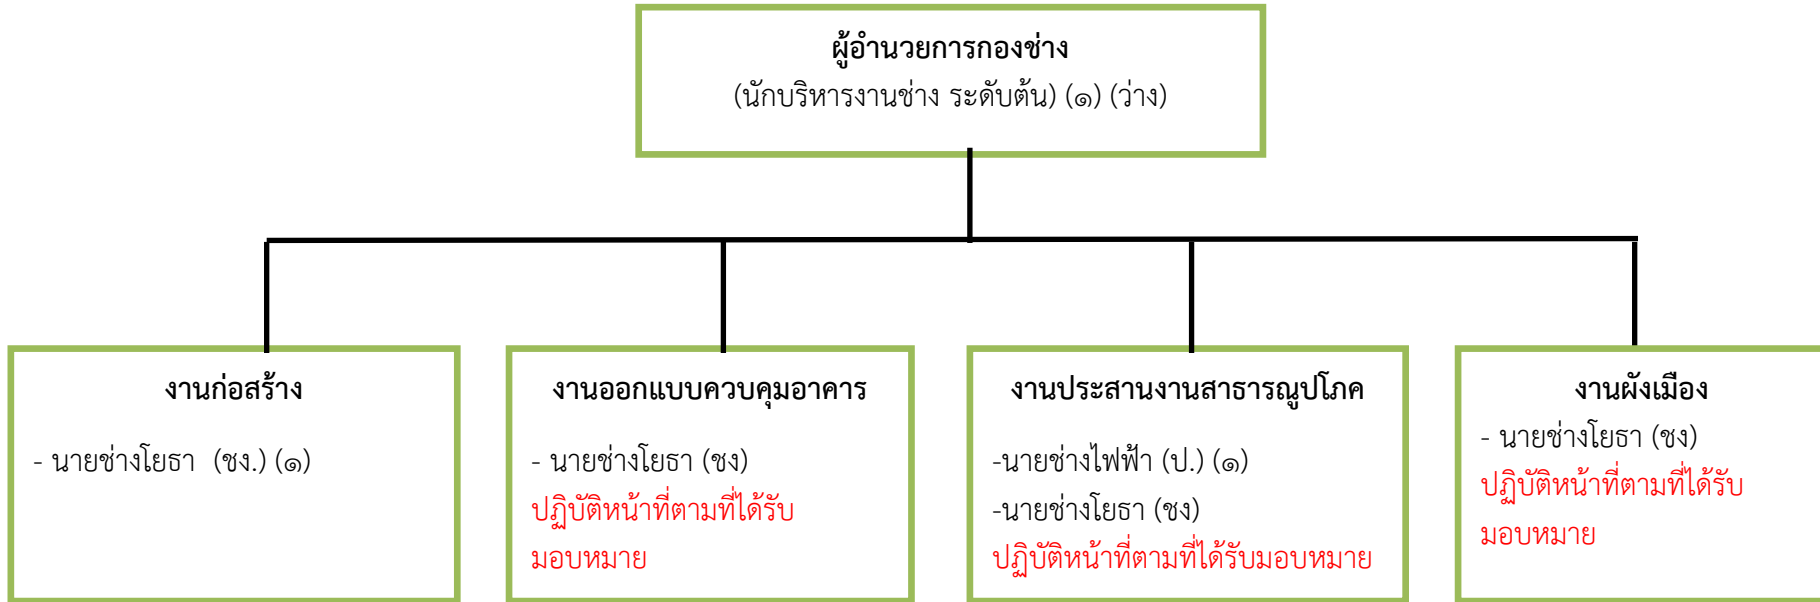 ผู้อำนวยการกองช่าง
(นักบริหารงานช่าง ระดับต้น) (๑) (ว่าง)
งานก่อสร้าง
- นายช่างโยธา (ชง.) (๑)
งานออกแบบควบคุมอาคาร
- นายช่างโยธา (ชง)
ปฏิบัติหน้าที่ตามที่ได้รับ
มอบหมาย
งานประสานงานสาธารณูปโภค
-นายช่างไฟฟ้า (ป.) (๑)
-นายช่างโยธา (ชง)
ปฏิบัติหน้าที่ตามที่ได้รับมอบหมาย
งานผังเมือง
- นายช่างโยธา (ชง)
ปฏิบัติหน้าที่ตามที่ได้รับ
มอบหมาย